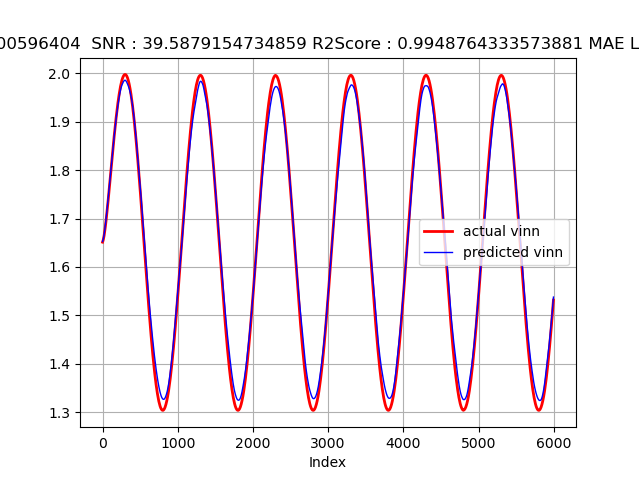 00596404  SNR : 39.5879154734859 R2Score : 0.9948764333573881 MAE L
2.0
1.9
1.8
1.7
1.6
1.5
1.4
1.3
actual vinn
predicted vinn
0 1000 2000 3000 4000 5000 6000
Index